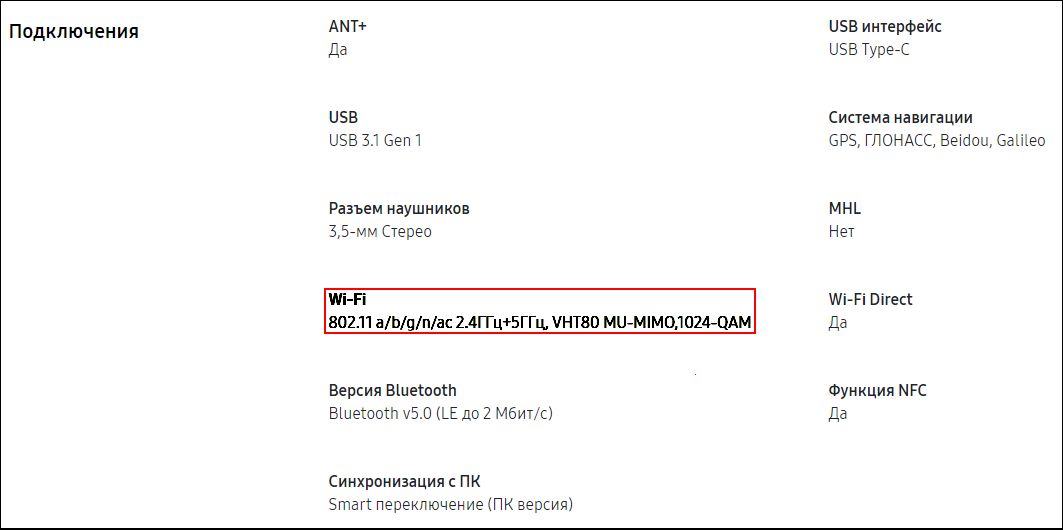 Подключения
ANT+
Да
USB интерфейс
USB Type-C
USB
USB 3.1 Gen 1
Система навигации
GPS, ГЛОНАСС, Beidou, Galileo
Разъем наушников
3,5-мм Стерео
MHL
Нет
Wi-Fi
802.11 a/b/g/n/ac 2.4ГГц+5ГГц, VHT80 MU-MIMO,1024-QAM
Wi-Fi Direct
Да
Версия Bluetooth
Bluetooth v5.0 (LE до 2 Мбит/с)
Функция NFC
Да
Синхронизация с ПК
Smart переключение (ПК версия)